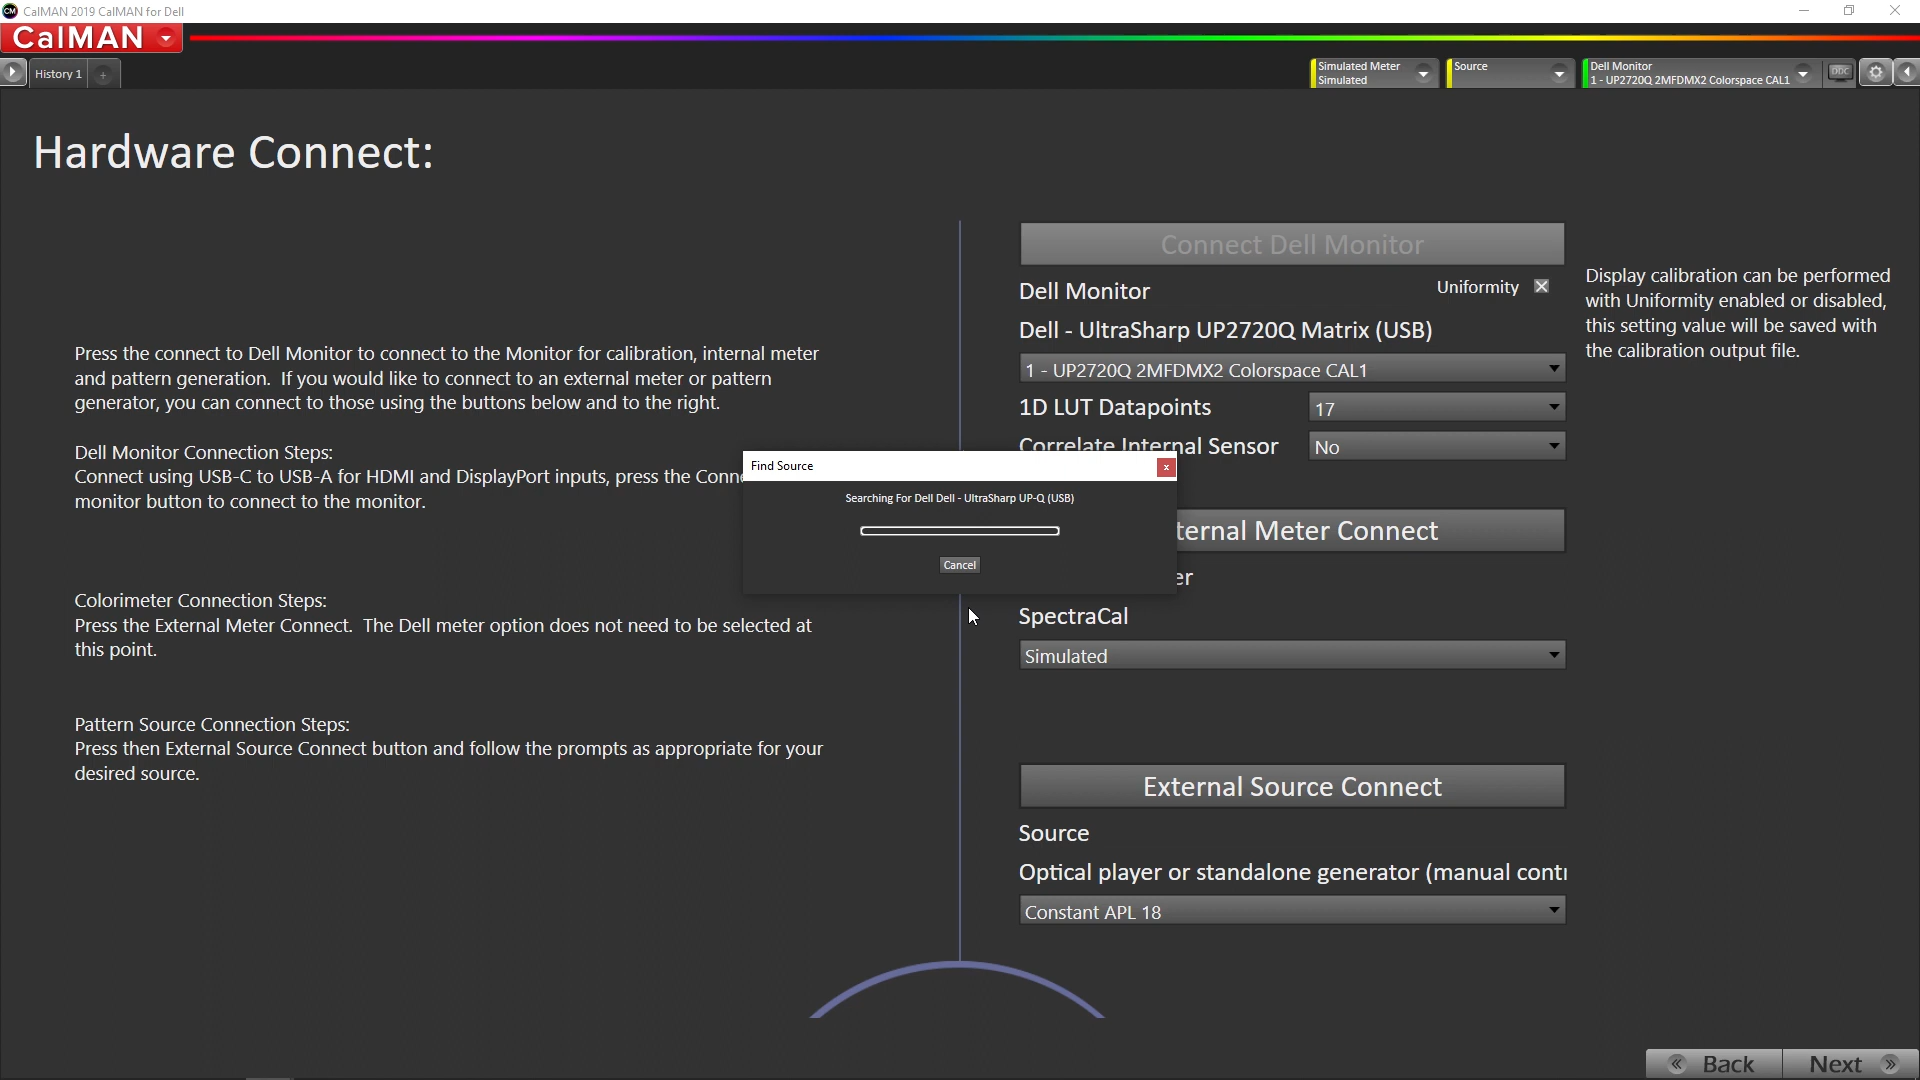 CalMAN 2019 CalMAN for Dell
CalMAN
History 1
+
Simulated Meter
Simulated
Source
Dell Monitor
1 - UP2720Q 2MFDMX2 Colorspace CAL1
DDC
Hardware Connect:
Connect Dell Monitor
Dell Monitor
Uniformity
Display calibration can be performed
with Uniformity enabled or disabled,
this setting value will be saved with
the calibration output file.
Dell - UltraSharp UP2720Q Matrix (USB)
1 - UP2720Q 2MFDMX2 Colorspace CAL1
1D LUT Datapoints
17
Correlate Internal Sensor
No
Press the connect to Dell Monitor to connect to the Monitor for calibration, internal meter
and pattern generation.  If you would like to connect to an external meter or pattern
generator, you can connect to those using the buttons below and to the right.
Dell Monitor Connection Steps:
Connect using USB-C to USB-A for HDMI and DisplayPort inputs, press the Conne
monitor button to connect to the monitor.
Find Source
x
Searching For Dell Dell - UltraSharp UP-Q (USB)
Cancel
ternal Meter Connect
er
SpectraCal
Simulated
Colorimeter Connection Steps:
Press the External Meter Connect.  The Dell meter option does not need to be selected at
this point.
Pattern Source Connection Steps:
Press then External Source Connect button and follow the prompts as appropriate for your
desired source.
External Source Connect
Source
Optical player or standalone generator (manual contr
Constant APL 18
Back
Next